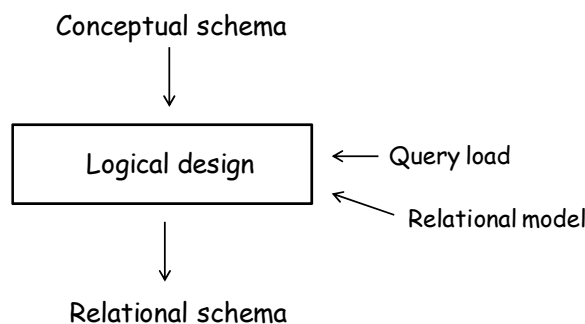 Conceptual schema
Logical design
Query load
Relational model
Relational schema